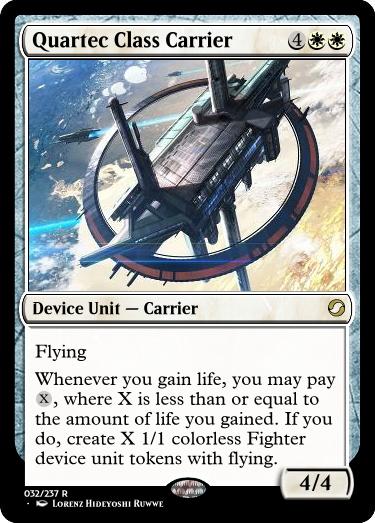 Quartec Class Carrier 4
Device Unit — Carrier
Flying
Whenever you gain life, you may pay
X, where X is less than or equal to
the amount of life you gained. If you
do, create X 1/1 colorless Fighter
device unit tokens with flying.
4/4
032/237 R
· Lorenz Hideyoshi Ruwwe